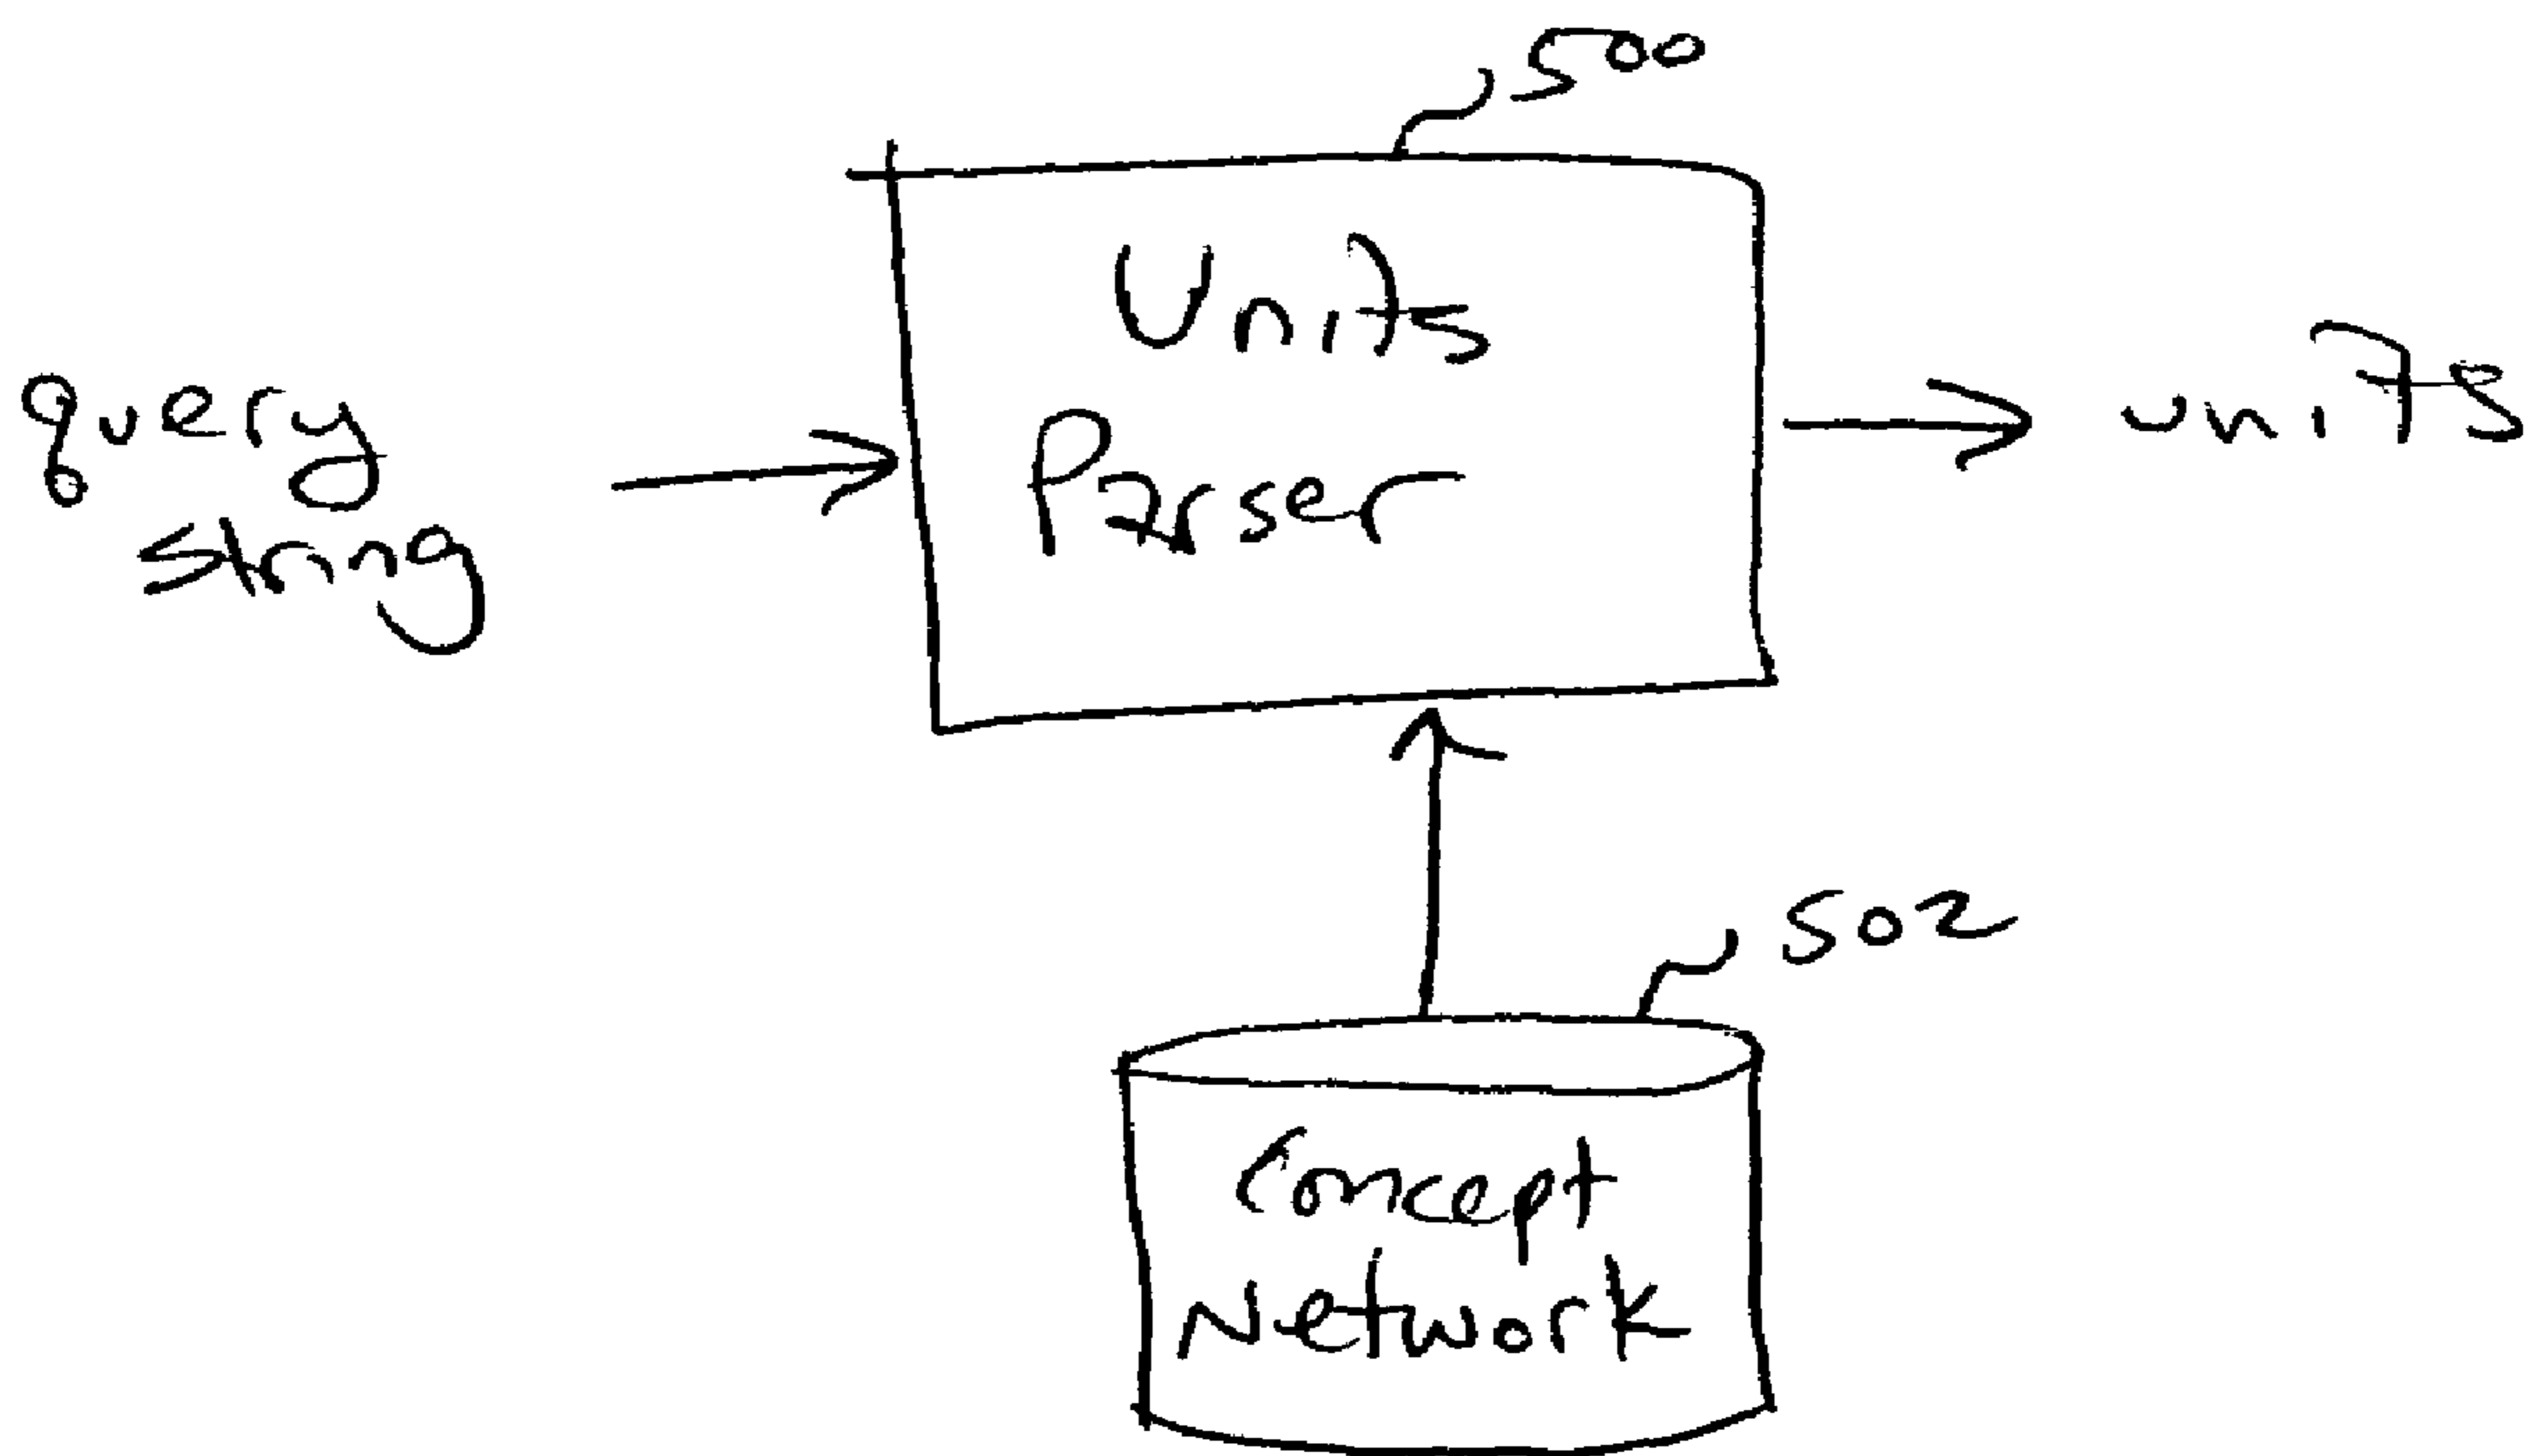 500
Units
Parser
query
string
units
502
Concept
Network